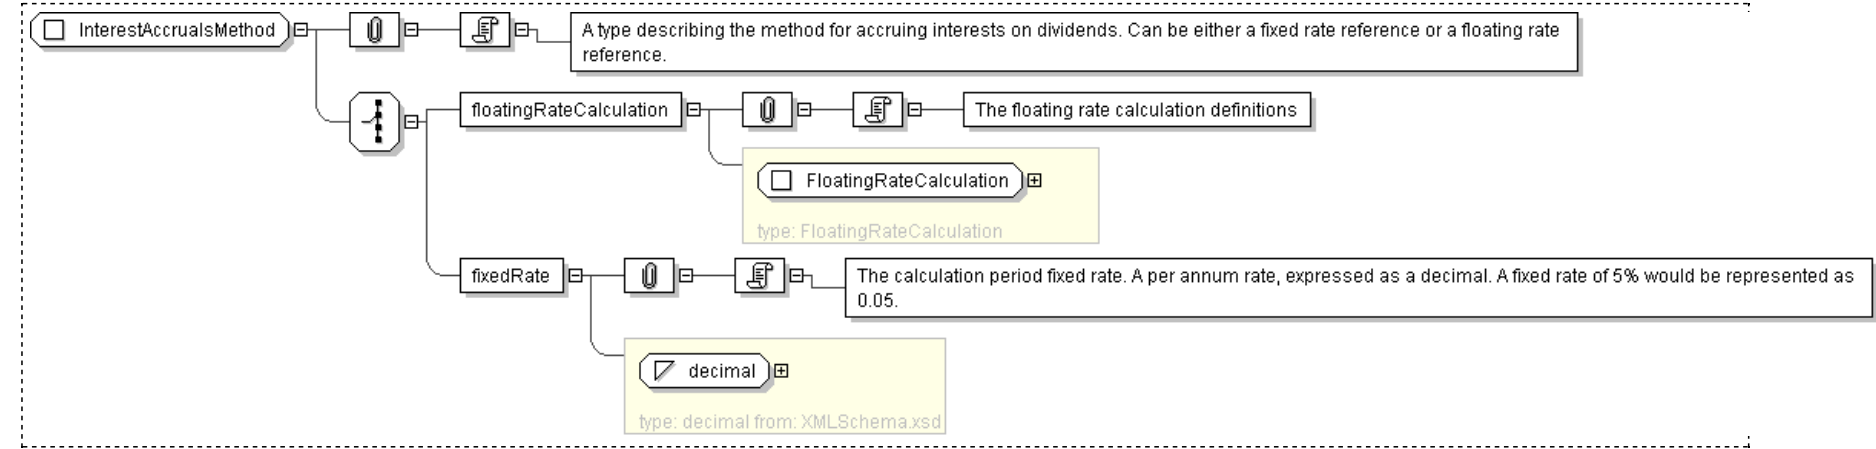 InterestAccrualsMethod
A type describing the method for accruing interests on dividends. Can be either a fixed rate reference or a floating rate
reference.
floatingRateCalculation
The floating rate calculation definitions
FloatingRateCalculation
type: FloatingRateCalculation
fixedRate
The calculation period fixed rate. A per annum rate, expressed as a decimal. A fixed rate of 5% would be represented as
0.05.
decimal
type: decimal from: XMLSchema.xsd